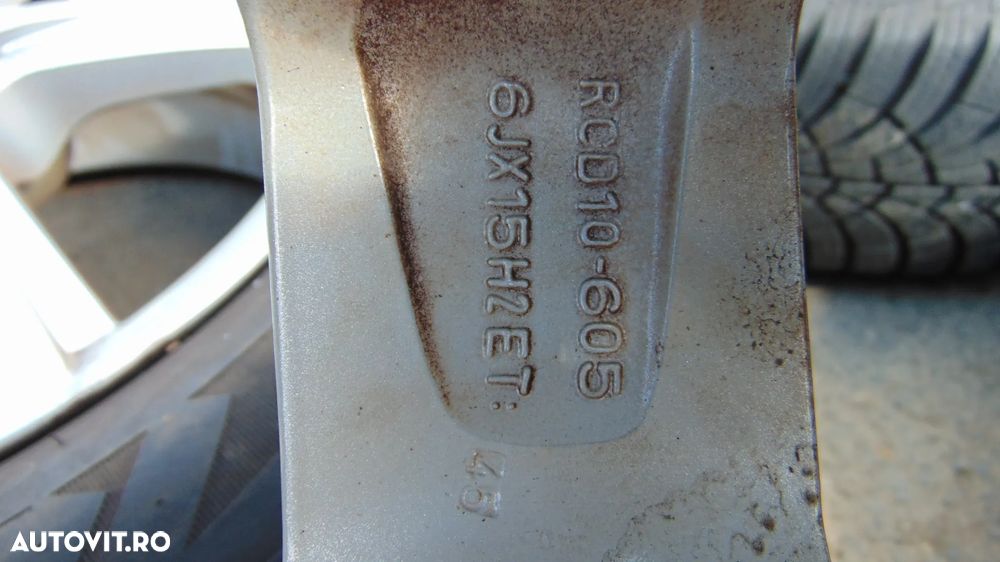 RCD10-605
6JX15H2 ET:
45
AUTOVIT.RO